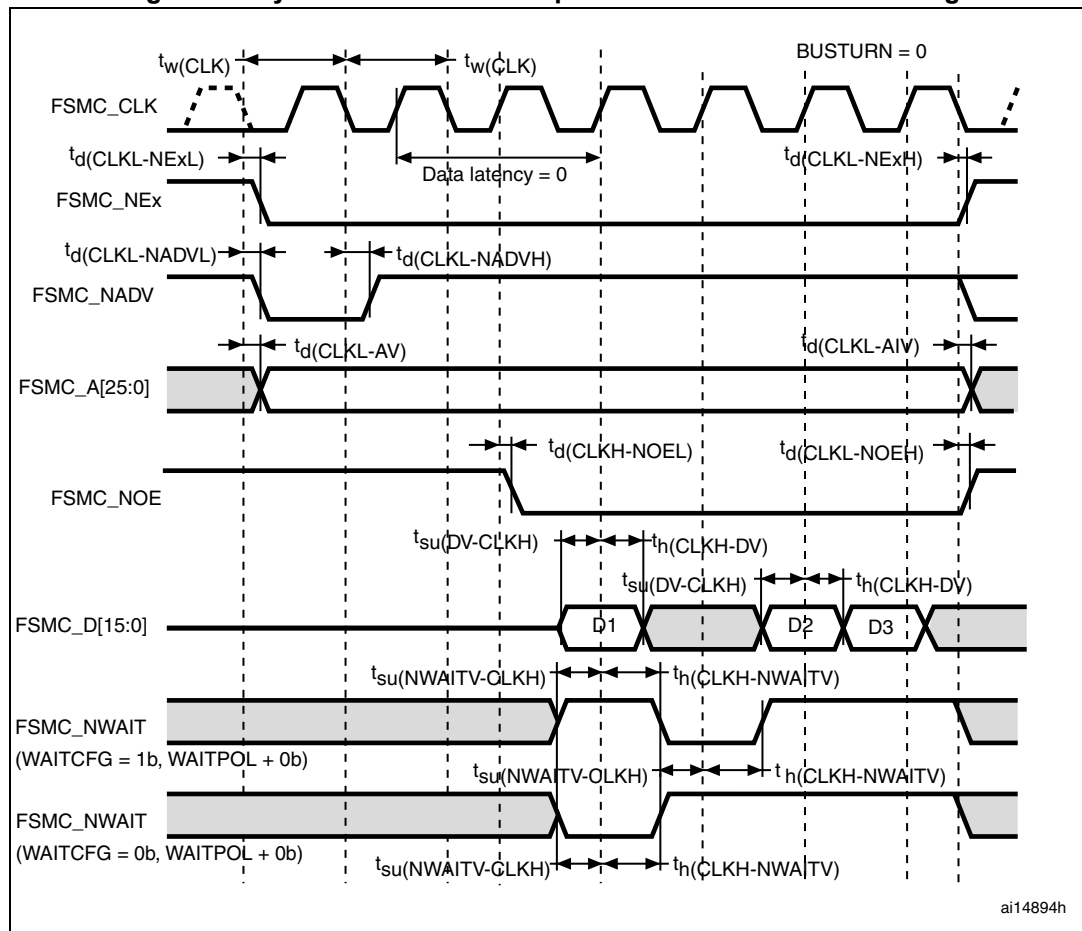 tw(CLK) tw(CLK) BUSTURN = 0
FSMC_CLK
td(CLKL-NExL) Data latency = 0 td(CLKL-NExH)
FSMC_NEx
td(CLKL-NADVL) td(CLKL-NADVH)
FSMC_NADV
td(CLKL-AV) td(CLKL-AIV)
FSMC_A[25:0]
td(CLKH-NOEL) td(CLKL-NOEH)
FSMC_NOE
tsu(DV-CLKH) th(CLKH-DV)
tsu(DV-CLKH) th(CLKH-DV)
FSMC_D[15:0] D1 D2 D3
tsu(NWAITV-CLKH) th(CLKH-NWAITV)
FSMC_NWAIT
(WAITCFG = 1b, WAITPOL + 0b)
tsu(NWAITV-CLKH) th(CLKH-NWAITV)
FSMC_NWAIT
(WAITCFG = 0b, WAITPOL + 0b)
tsu(NWAITV-CLKH) th(CLKH-NWAITV)
ai14894h